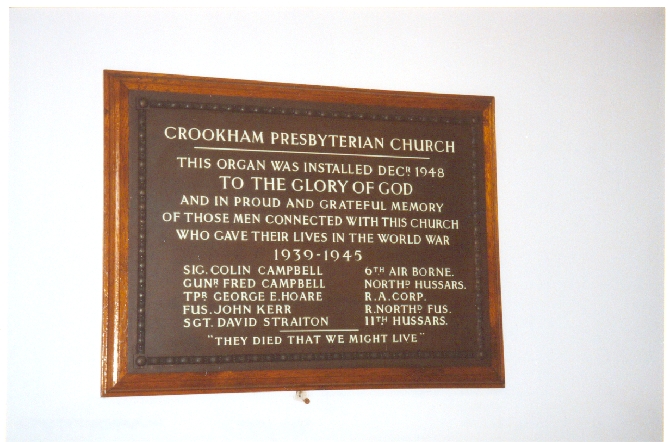 CROOKHAM PRESBYTERIAN CHURCH
THIS ORGAN WAS INSTALLED DECR 1948
TO THE GLORY OF GOD
AND IN PROUD AND GRATEFUL MEMORY
OF THOSE MEN CONNECTED WITH THIS CHURCH
WHO GAVE THEIR LIVES IN THE WORLD WAR
1939-1945
SIG. COLIN CAMPBELL 6TH AIR BORNE.
GUNR FRED CAMPBELL NORTHD HUSSARS.
TPR GEORGE E. HOARE R.A. CORP.
FUS. JOHN KERR R. NORTHD FUS.
SGT. DAVID STRAITON 11TH HUSSARS.
"THEY DIED THAT WE MIGHT LIVE"